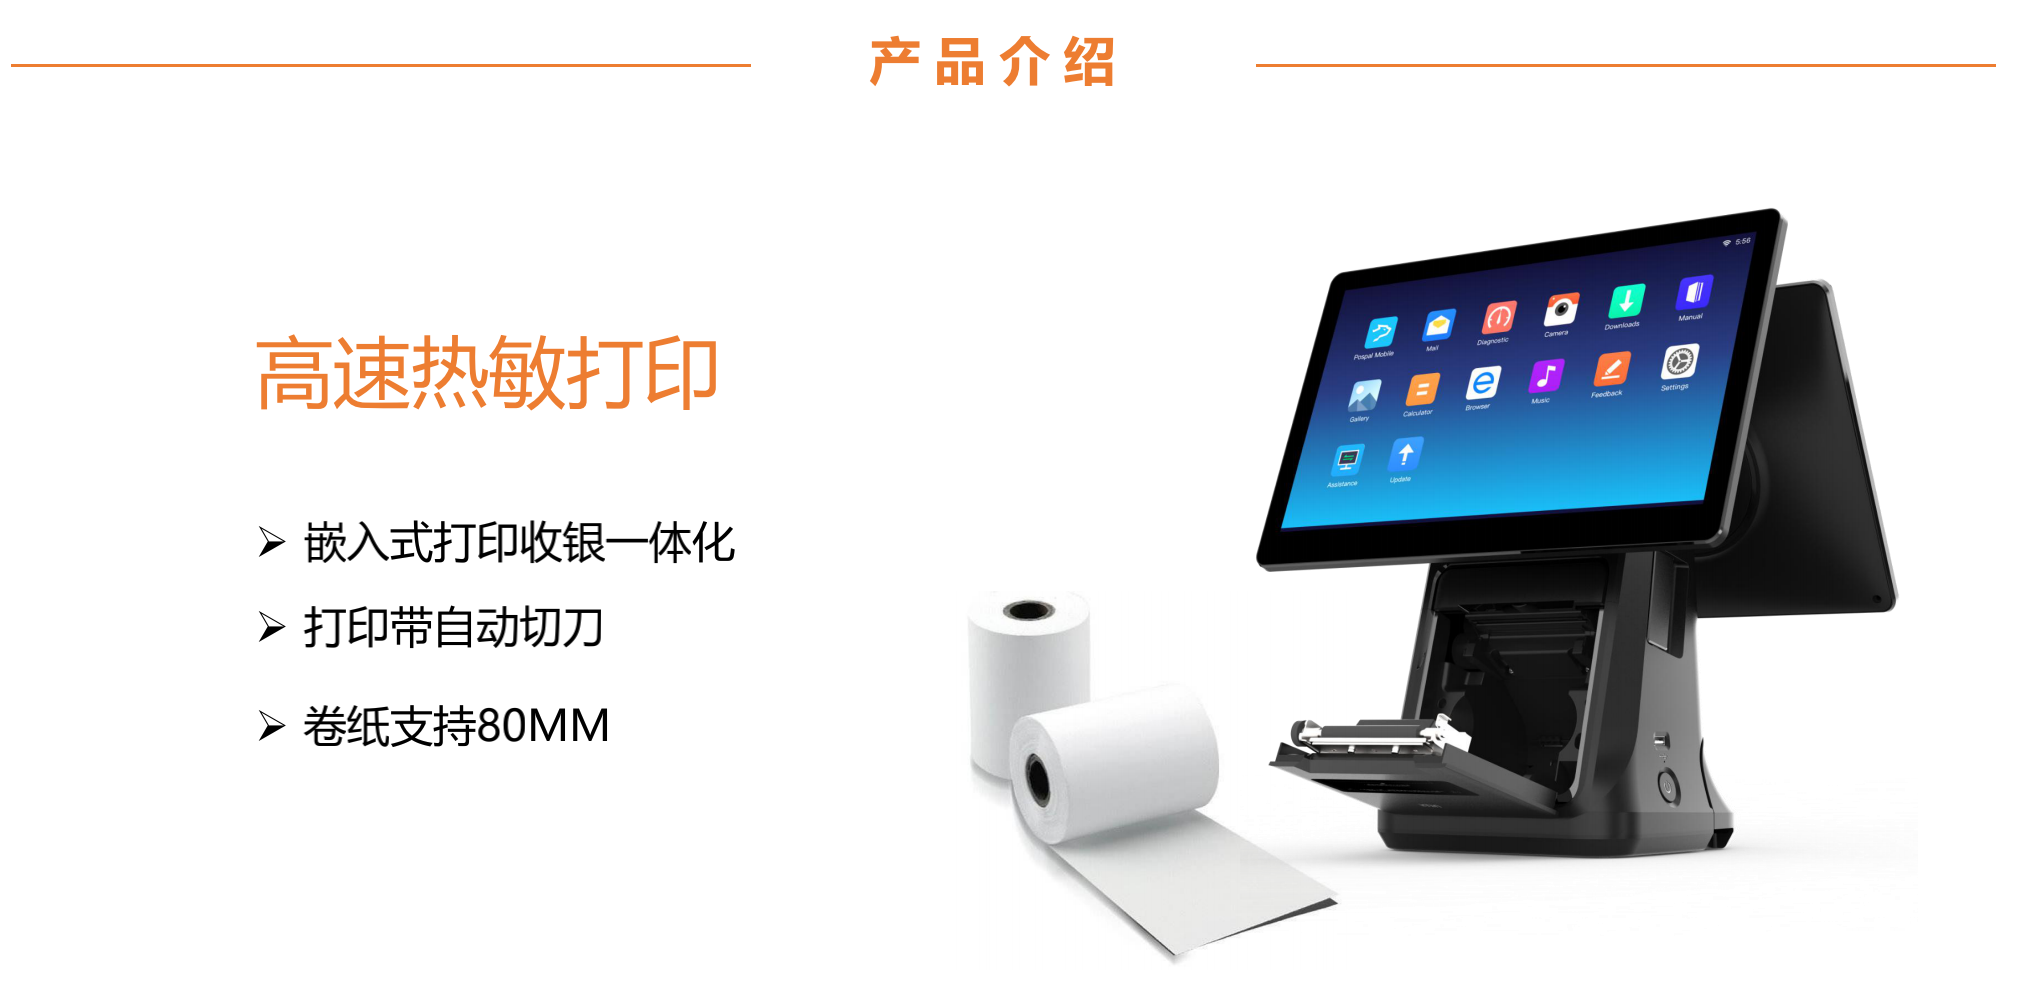 产品介绍
高速热敏打印
嵌入式打印收银一体化
打印带自动切刀
卷纸支持80MM
5:56
Pospal Mobile
Mail
Diagnostic
Camera
Downloads
Manual
Gallery
Calculator
Browser
Music
Feedback
Settings
Assistance
Update